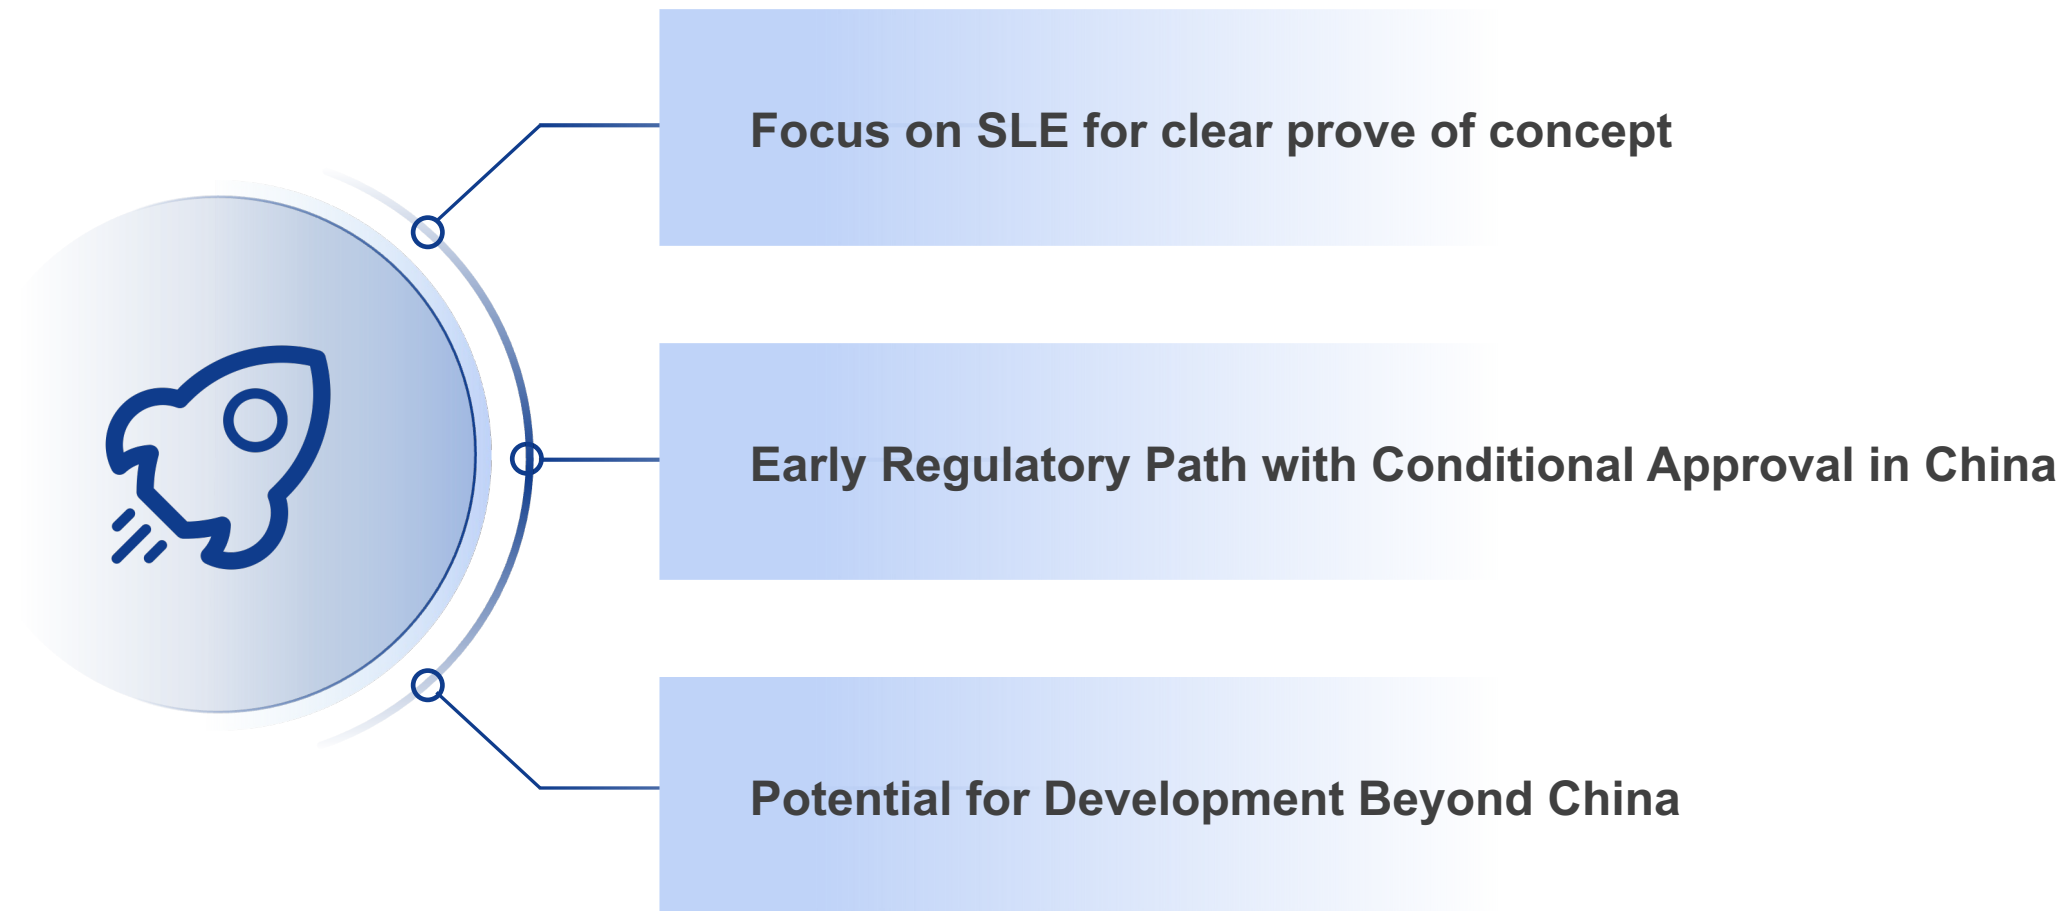 Focus on SLE for clear prove of concept
Early Regulatory Path with Conditional Approval in China
Potential for Development Beyond China